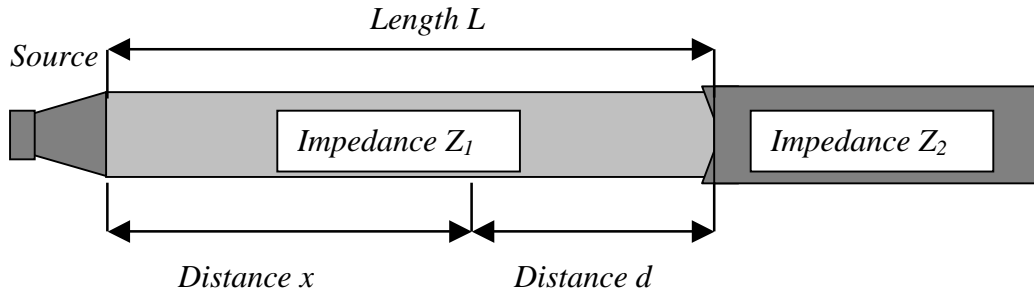 Length L
Source
Impedance Z₁
Impedance Z₂
Distance x
Distance d